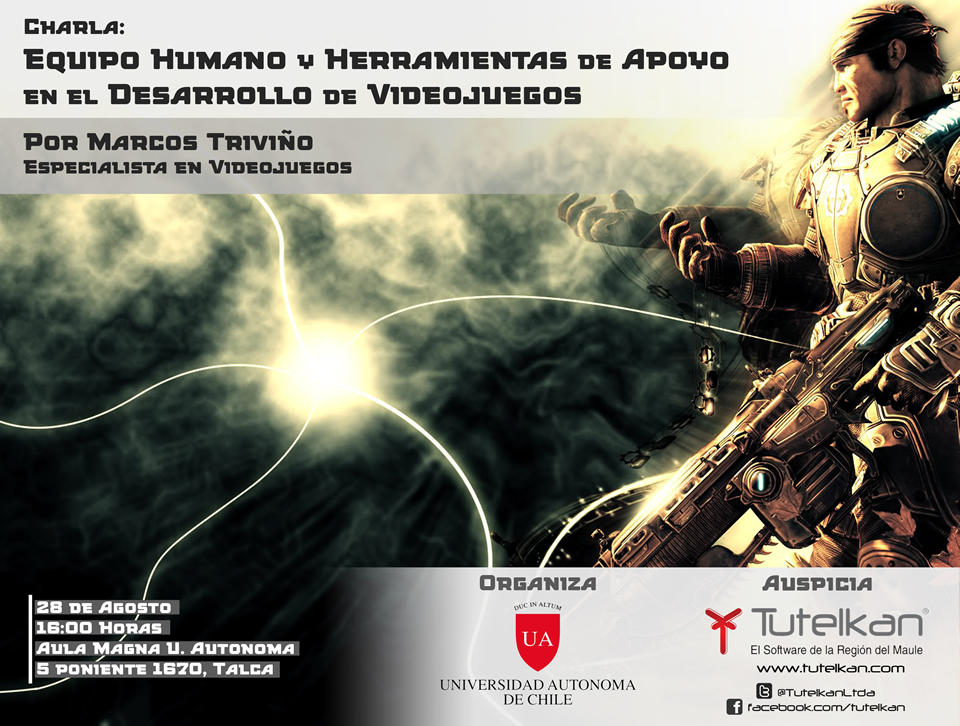 Charla:
Equipo Humano y Herramientas de Apoyo
en el Desarrollo de Videojuegos
Por Marcos Triviño
Especialista en Videojuegos
28 de Agosto
16:00 Horas
Aula Magna U. Autonoma
5 poniente 1670, Talca
Organiza
DUC IN ALTUM
UA
UNIVERSIDAD AUTONOMA
DE CHILE
Auspicia
Tutelkan®
El Software de la Región del Maule
www.tutelkan.com
@TutelkanLtda
facebook.com/tutelkan